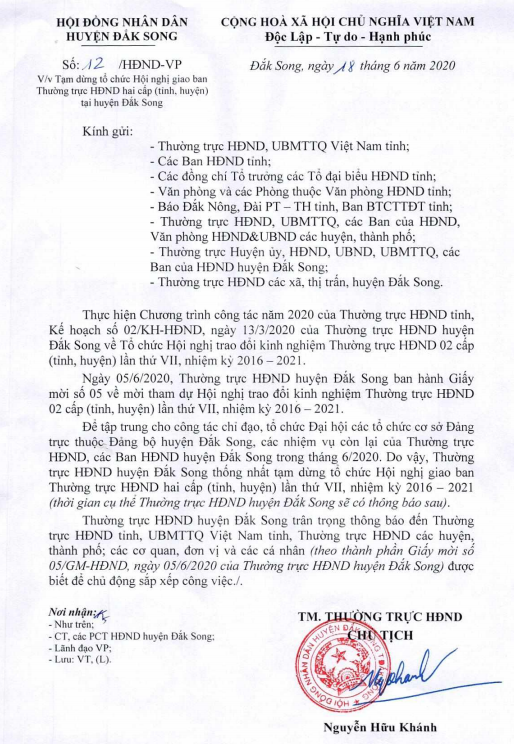 HỘI ĐỒNG NHÂN DÂN
HUYỆN ĐẮK SONG
CỘNG HOÀ XÃ HỘI CHỦ NGHĨA VIỆT NAM
Độc Lập - Tự do - Hạnh phúc
Số: 12 /HĐND-VP
Đắk Song, ngày 18 tháng 6 năm 2020
V/v Tạm dừng tổ chức Hội nghị giao ban
Thường trực HĐND hai cấp (tỉnh, huyện)
tại huyện Đắk Song
Kính gửi:
- Thường trực HĐND, UBMTTQ Việt Nam tỉnh;
- Các Ban HĐND tỉnh;
- Các đồng chí Tổ trưởng các Tổ đại biểu HĐND tỉnh;
- Văn phòng và các Phòng thuộc Văn phòng HĐND tỉnh;
- Báo Đắk Nông, Đài PT – TH tỉnh, Ban BTCTTĐT tỉnh;
- Thường trực HĐND, UBMTTQ, các Ban của HĐND,
Văn phòng HĐND&UBND các huyện, thành phố;
- Thường trực Huyện ủy, HĐND, UBND, UBMTTQ, các
Ban của HĐND huyện Đắk Song;
- Thường trực HĐND các xã, thị trấn, huyện Đắk Song.
Thực hiện Chương trình công tác năm 2020 của Thường trực HĐND tỉnh,
Kế hoạch số 02/KH-HĐND, ngày 13/3/2020 của Thường trực HĐND huyện
Đắk Song về Tổ chức Hội nghị trao đổi kinh nghiệm Thường trực HĐND 02 cấp
(tỉnh, huyện) lần thứ VII, nhiệm kỳ 2016 – 2021.
Ngày 05/6/2020, Thường trực HĐND huyện Đắk Song ban hành Giấy
mời số 05 về mời tham dự Hội nghị trao đổi kinh nghiệm Thường trực HĐND
02 cấp (tỉnh, huyện) lần thứ VII, nhiệm kỳ 2016 – 2021.
Để tập trung cho công tác chỉ đạo, tổ chức Đại hội các tổ chức cơ sở Đảng
trực thuộc Đảng bộ huyện Đắk Song, các nhiệm vụ còn lại của Thường trực
HĐND, các Ban HĐND huyện Đắk Song trong tháng 6/2020. Do vậy, Thường
trực HĐND huyện Đắk Song thống nhất tạm dừng tổ chức Hội nghị giao ban
Thường trực HĐND hai cấp (tỉnh, huyện) lần thứ VII, nhiệm kỳ 2016 – 2021
(thời gian cụ thể Thường trực HĐND huyện Đắk Song sẽ có thông báo sau).
Thường trực HĐND huyện Đắk Song trân trọng thông báo đến Thường
trực HĐND tỉnh, UBMTTQ Việt Nam tỉnh, Thường trực HĐND các huyện,
thành phố; các cơ quan, đơn vị và các cá nhân (theo thành phần Giấy mời số
05/GM-HĐND, ngày 05/6/2020 của Thường trực HĐND huyện Đắk Song) được
biết để chủ động sắp xếp công việc./.
Nơi nhận:
- Như trên;
- CT, các PCT HĐND huyện Đắk Song;
- Lãnh đạo VP;
- Lưu: VT, (L).
TM. THƯỜNG TRỰC HĐND
CHỦ TỊCH
HỘI ĐỒNG NHÂN DÂN HUYỆN ĐẮK SONG
Nguyễn Hữu Khánh